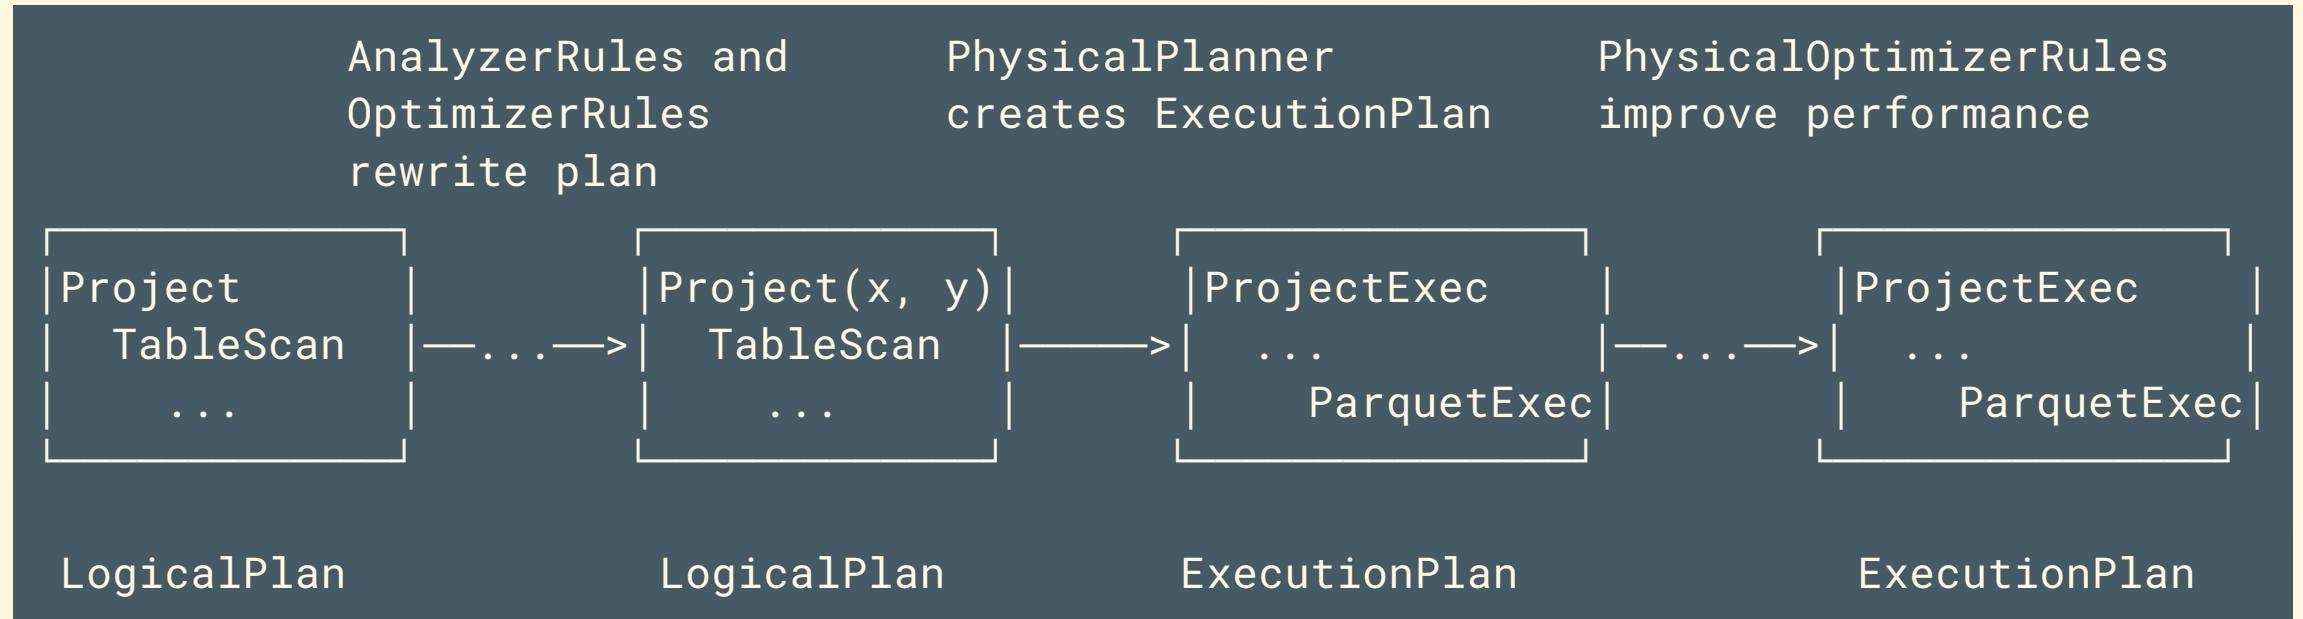 AnalyzerRules and
OptimizerRules
rewrite plan
PhysicalPlanner
creates ExecutionPlan
PhysicalOptimizerRules
improve performance
Project
TableScan
...
Project(x, y)
TableScan
...
ProjectExec
...
ParquetExec
ProjectExec
...
ParquetExec
...
...
LogicalPlan
LogicalPlan
ExecutionPlan
ExecutionPlan